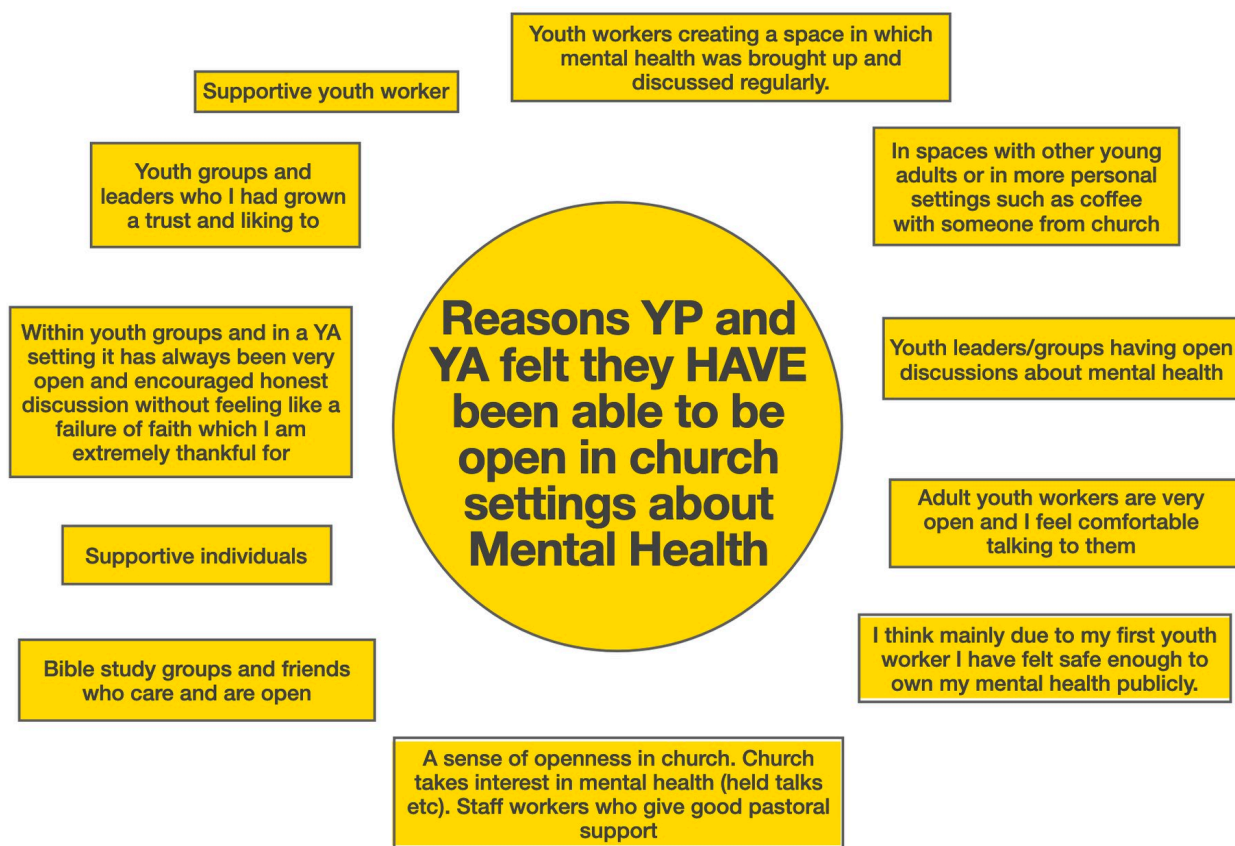 Youth workers creating a space in which
mental health was brought up and
discussed regularly.
Supportive youth worker
Youth groups and
leaders who I had grown
a trust and liking to
In spaces with other young
adults or in more personal
settings such as coffee
with someone from church
Reasons YP and
YA felt they HAVE
been able to be
open in church
settings about
Mental Health
Within youth groups and in a YA
setting it has always been very
open and encouraged honest
discussion without feeling like a
failure of faith which I am
extremely thankful for
Youth leaders/groups having open
discussions about mental health
Adult youth workers are very
open and I feel comfortable
talking to them
Supportive individuals
I think mainly due to my first youth
worker I have felt safe enough to
own my mental health publicly.
Bible study groups and friends
who care and are open
A sense of openness in church. Church
takes interest in mental health (held talks
etc). Staff workers who give good pastoral
support